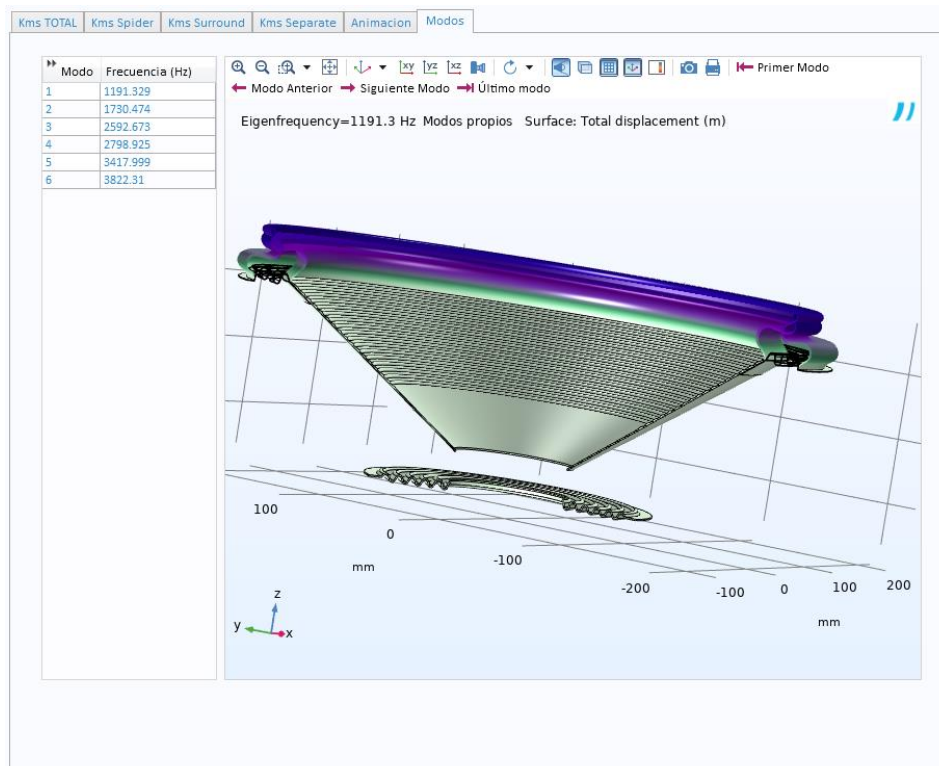 Kms TOTAL Kms Spider Kms Surround Kms Separate Animacion Modos
Modo Frecuencia (Hz)
1 1191.329
2 1730.474
3 2592.673
4 2798.925
5 3417.999
6 3822.31
xy yz xz Primer Modo
Modo Anterior Siguiente Modo Último modo
Eigenfrequency=1191.3 Hz Modos propios Surface: Total displacement (m)
100
0
-100
mm
-200
-100
0
100
200
mm
z
y
x